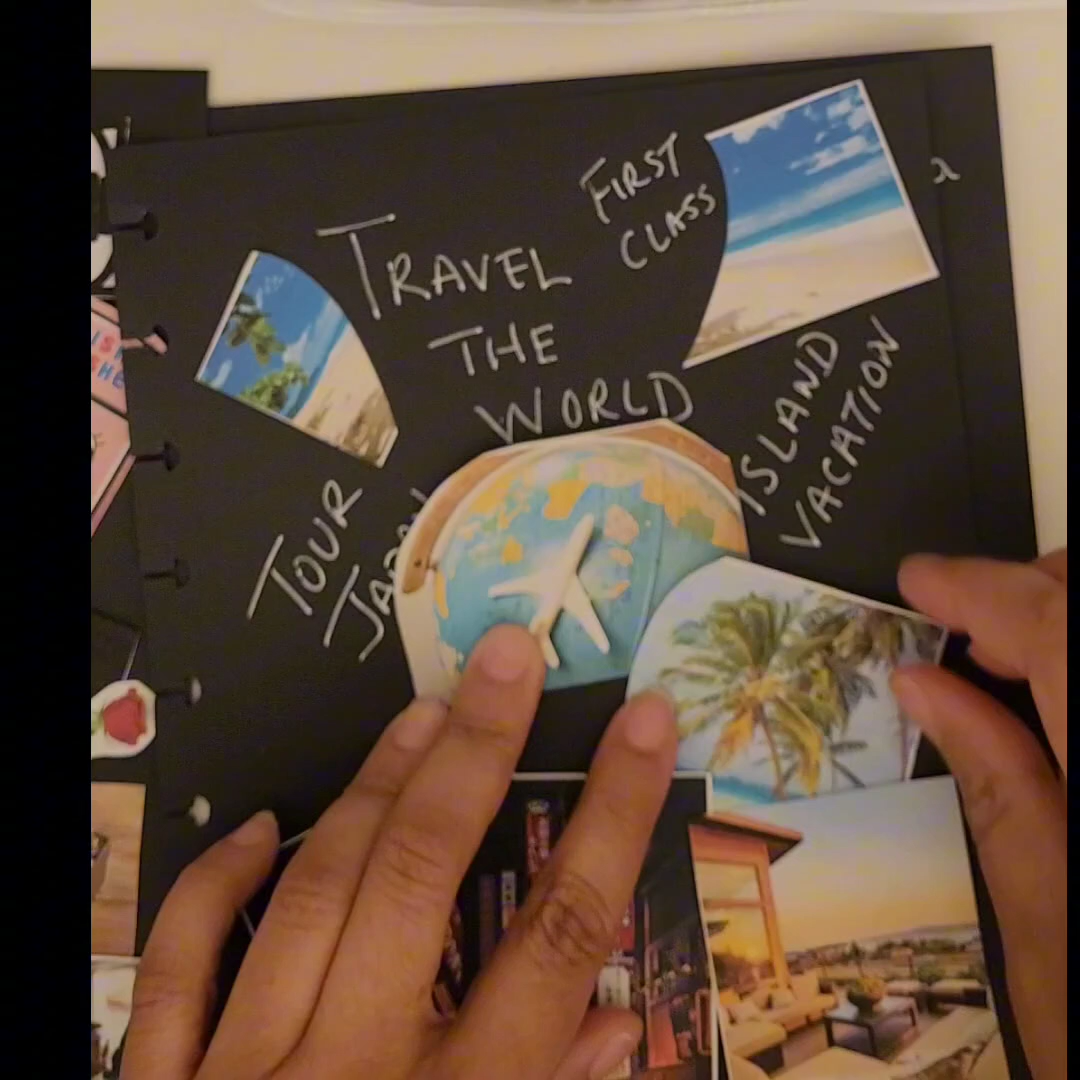 TRAVEL
THE
WORLD
FIRST
CLASS
ISLAND
VACATION
TOUR